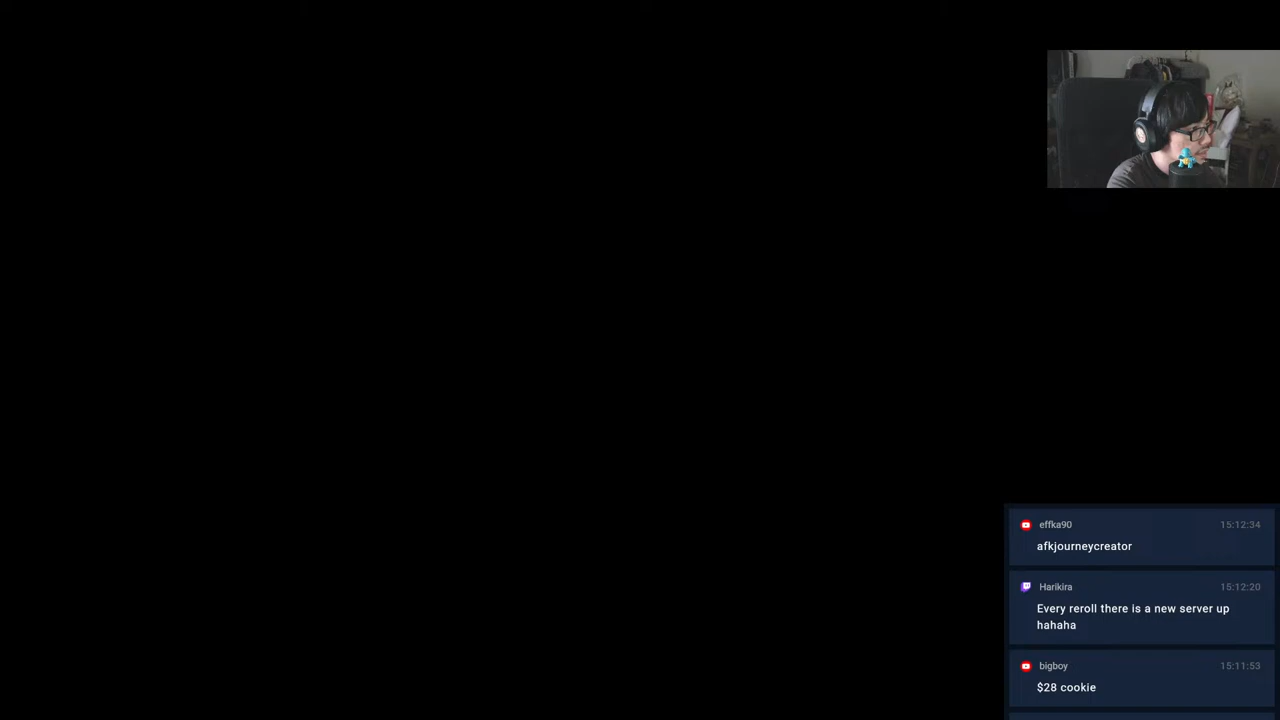 effka90 15:12:34
afkjourneycreator
Harikira 15:12:20
Every reroll there is a new server up
hahaha
bigboy 15:11:53
$28 cookie